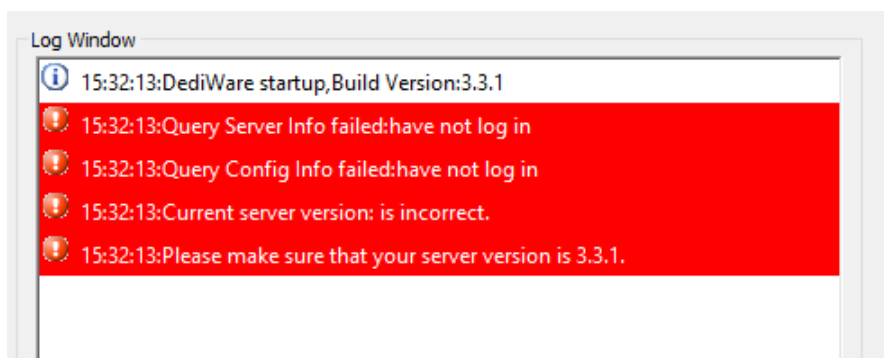 Log Window
15:32:13:DediWare startup,Build Version:3.3.1
15:32:13:Query Server Info failed:have not log in
15:32:13:Query Config Info failed:have not log in
15:32:13:Current server version: is incorrect.
15:32:13:Please make sure that your server version is 3.3.1.